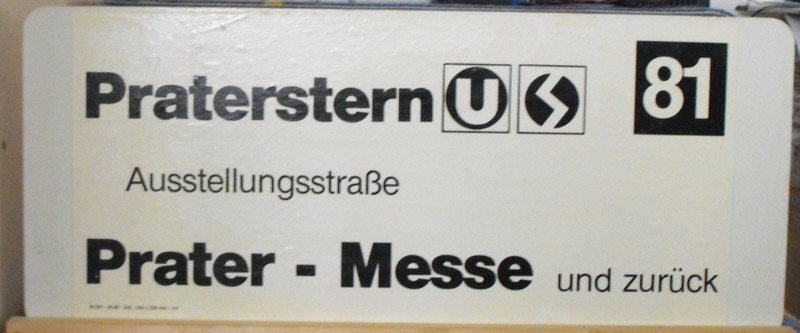 Praterstern U S 81
Ausstellungsstraße
Prater - Messe und zurück